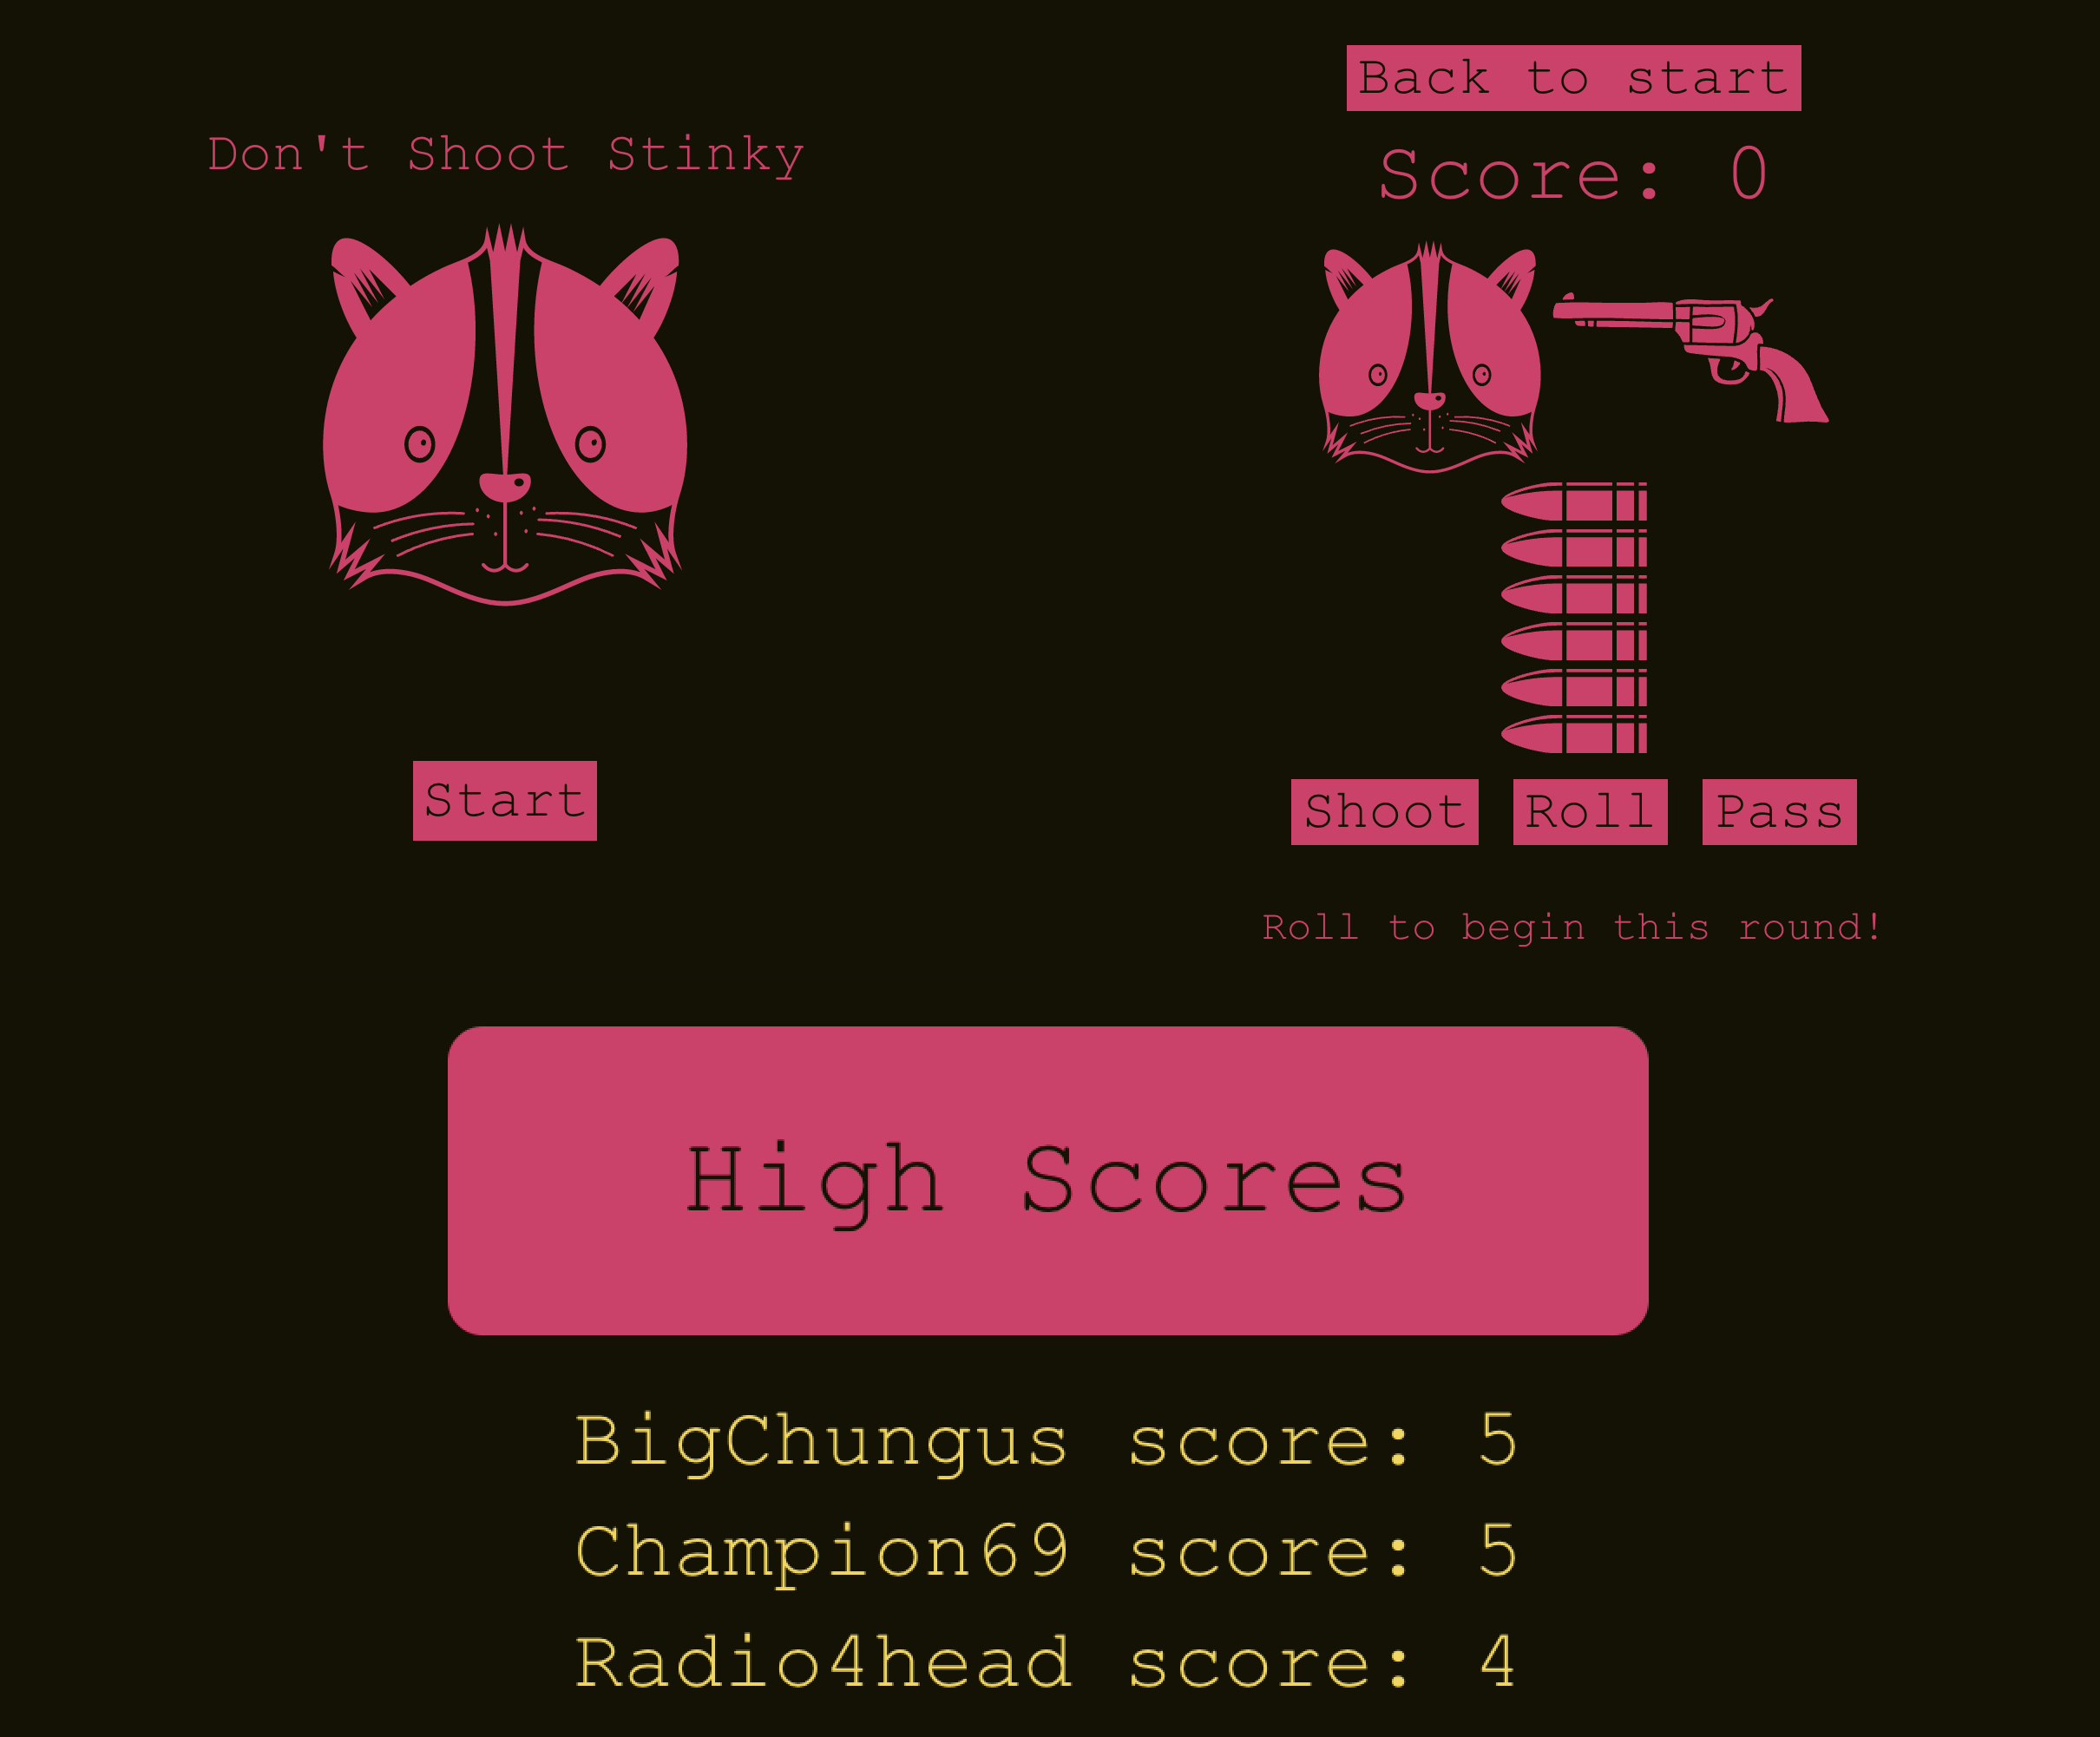 Don't Shoot Stinky
Start
Back to start
Score: 0
Shoot Roll Pass
Roll to begin this round!
High Scores
BigChungus score: 5
Champion69 score: 5
Radio4head score: 4